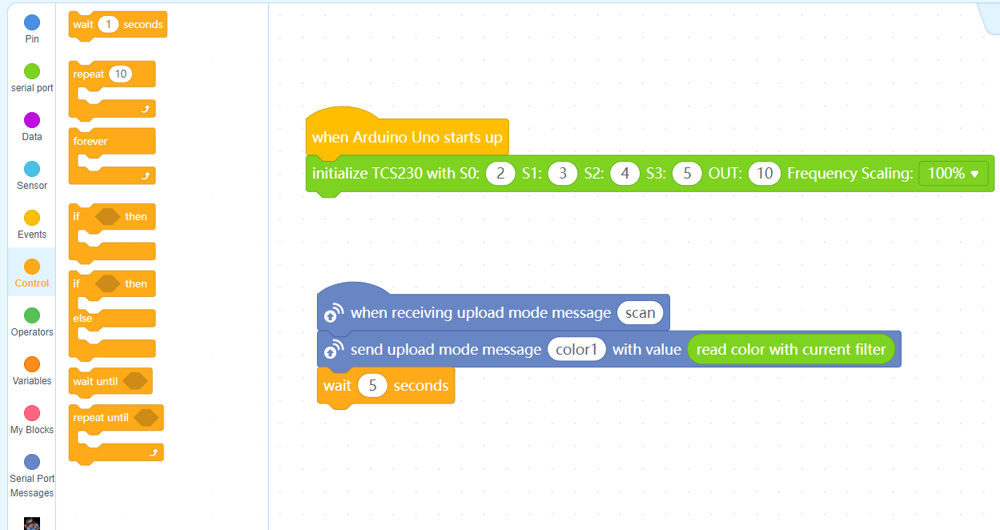 Pin
serial port
Data
Sensor
Events
Control
Operators
Variables
My Blocks
Serial Port
Messages
wait 1 seconds
repeat 10
forever
if then
if then
else
wait until
repeat until
when Arduino Uno starts up
initialize TCS230 with S0: 2 S1: 3 S2: 4 S3: 5 OUT: 10 Frequency Scaling: 100%
when receiving upload mode message scan
send upload mode message color1 with value read color with current filter
wait 5 seconds